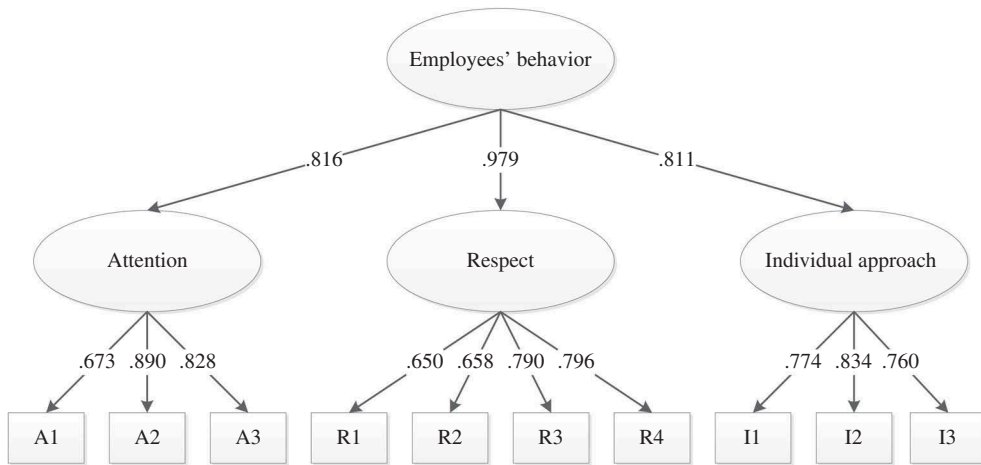 Employees’ behavior
.816
.979
.811
Attention
Respect
Individual approach
.673 .890 .828
.650 .658 .790 .796
.774 .834 .760
A1 A2 A3 R1 R2 R3 R4 I1 I2 I3